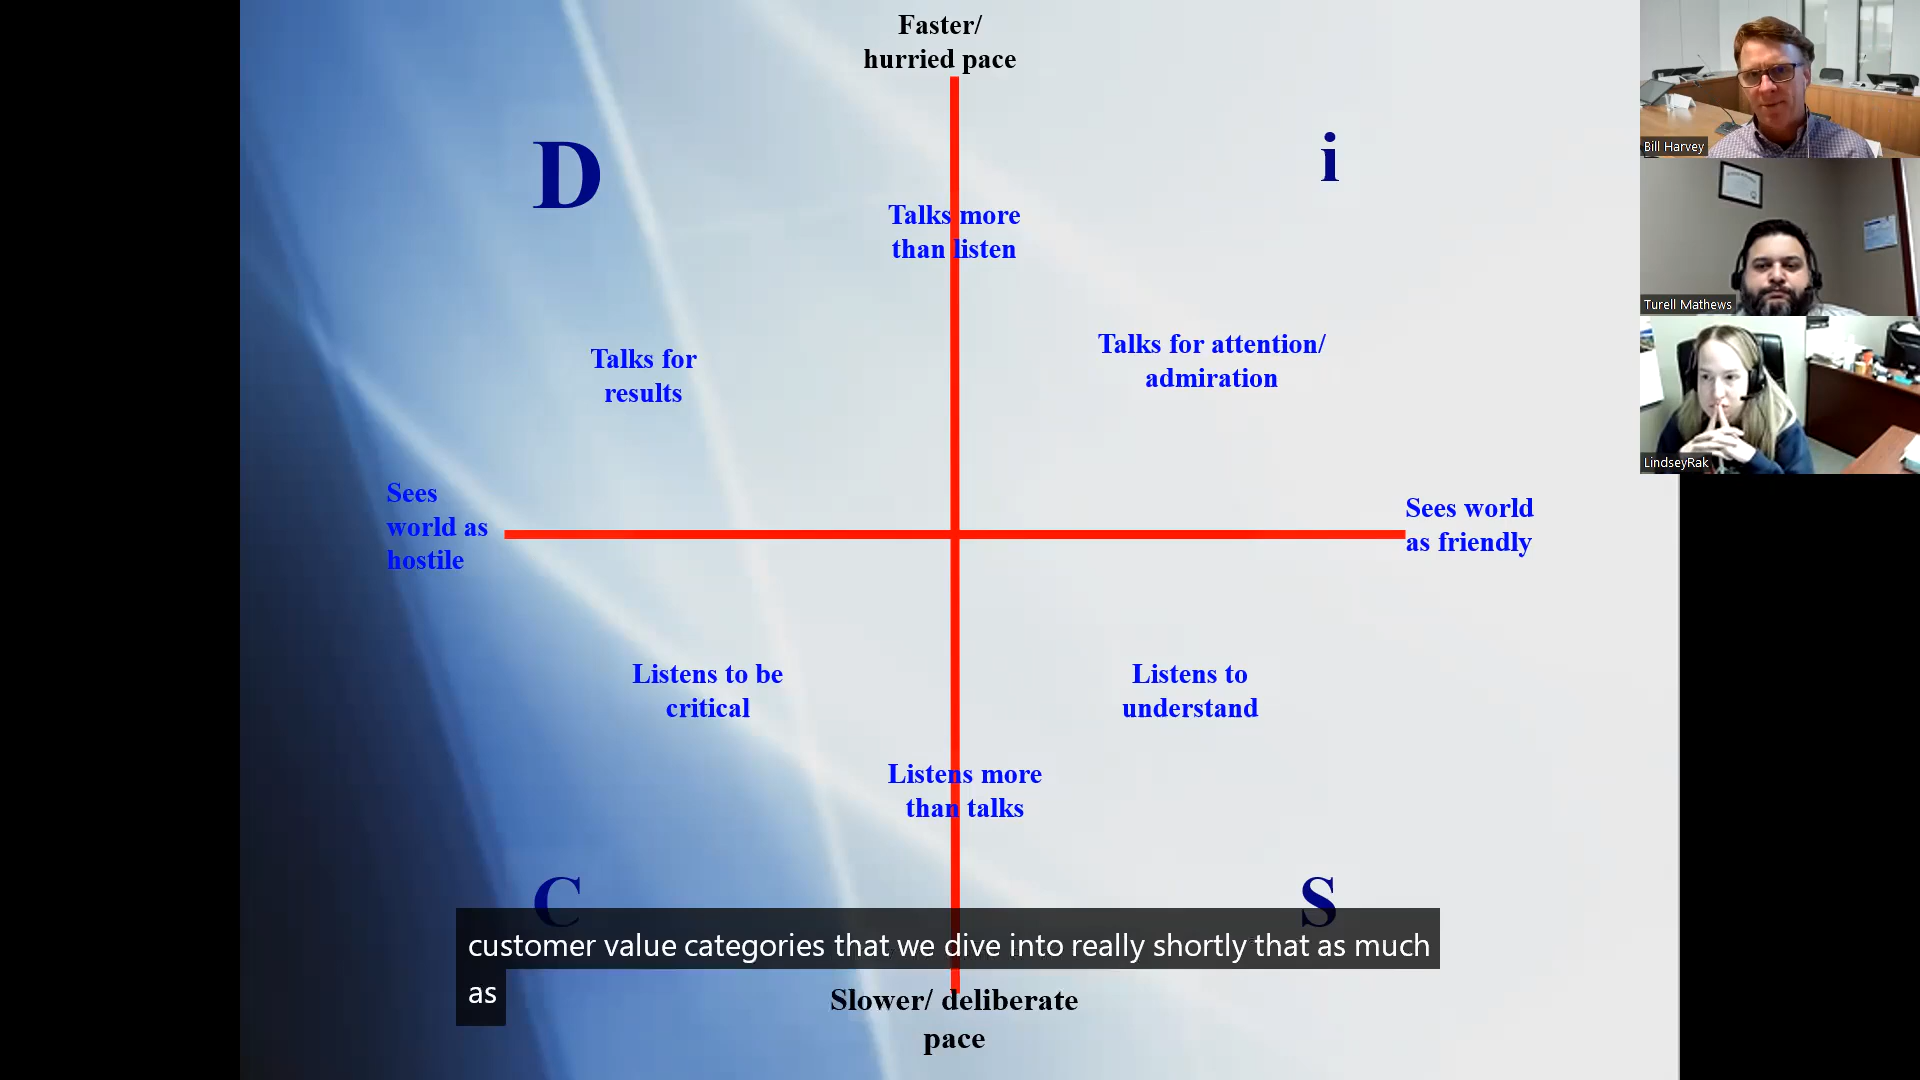 Faster/
hurried pace
D
i
Talks more
than listen
Talks for
results
Talks for attention/
admiration
Sees
world as
hostile
Sees world
as friendly
Listens to be
critical
Listens to
understand
Listens more
than talks
C
S
customer value categories that we dive into really shortly that as much
as
Slower/ deliberate
pace
Bill Harvey
Turell Mathews
LindseyRak